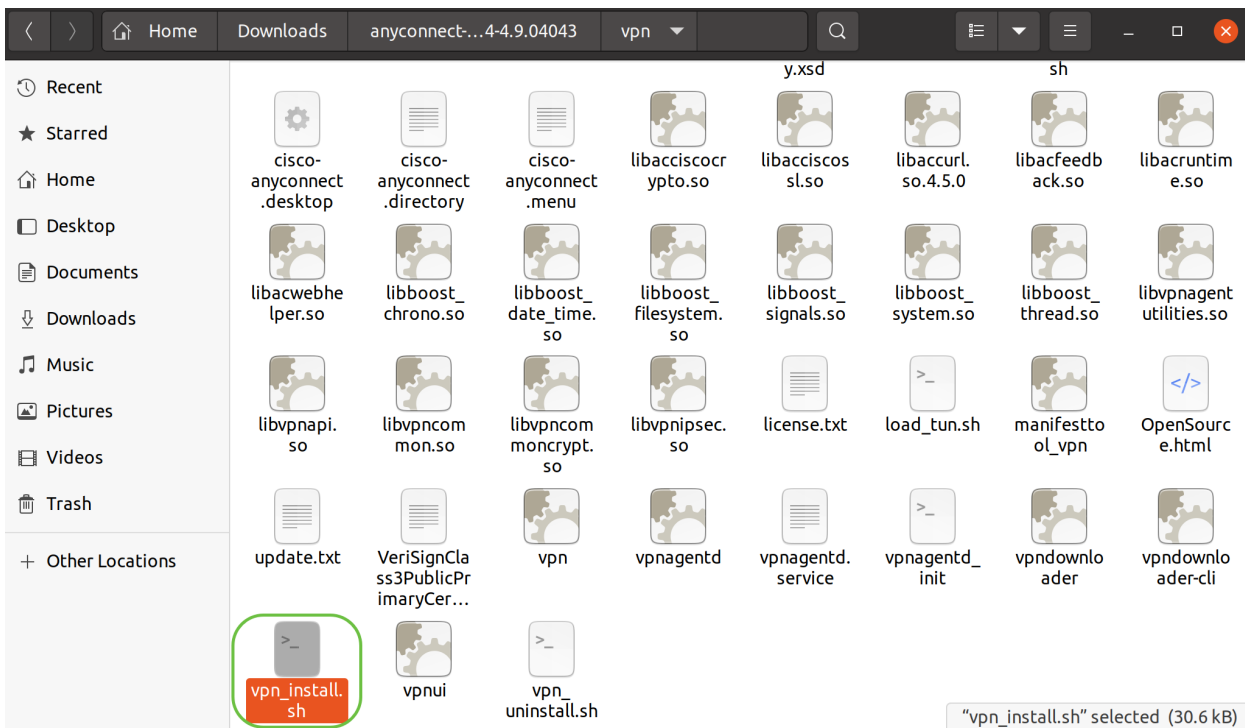 Home
Downloads
anyconnect-...4-4.9.04043
vpn
Recent
Starred
Home
Desktop
Documents
Downloads
Music
Pictures
Videos
Trash
+ Other Locations
y.xsd
sh
cisco-
anyconnect
.desktop
cisco-
anyconnect
.directory
cisco-
anyconnect
.menu
libacciscocr
ypto.so
libacciscos
sl.so
libaccurl.
so.4.5.0
libacfeedb
ack.so
libacruntim
e.so
libacwebhe
lper.so
libboost_
chrono.so
libboost_
date_time.
so
libboost_
filesystem.
so
libboost_
signals.so
libboost_
system.so
libboost_
thread.so
libvpnagent
utilities.so
libvpnapi.
so
libvpncom
mon.so
libvpncom
moncrypt.
so
libvpnipsec.
so
license.txt
>_
load_tun.sh
manifestto
ol_vpn
</>
OpenSourc
e.html
update.txt
VeriSignCla
ss3PublicPr
imaryCer...
vpn
vpnagentd
vpnagentd.
service
>_
vpnagentd_
init
vpndownlo
ader
vpndownlo
ader-cli
>_
vpn_install.
sh
vpnui
>_
vpn_
uninstall.sh
"vpn_install.sh" selected (30.6 kB)